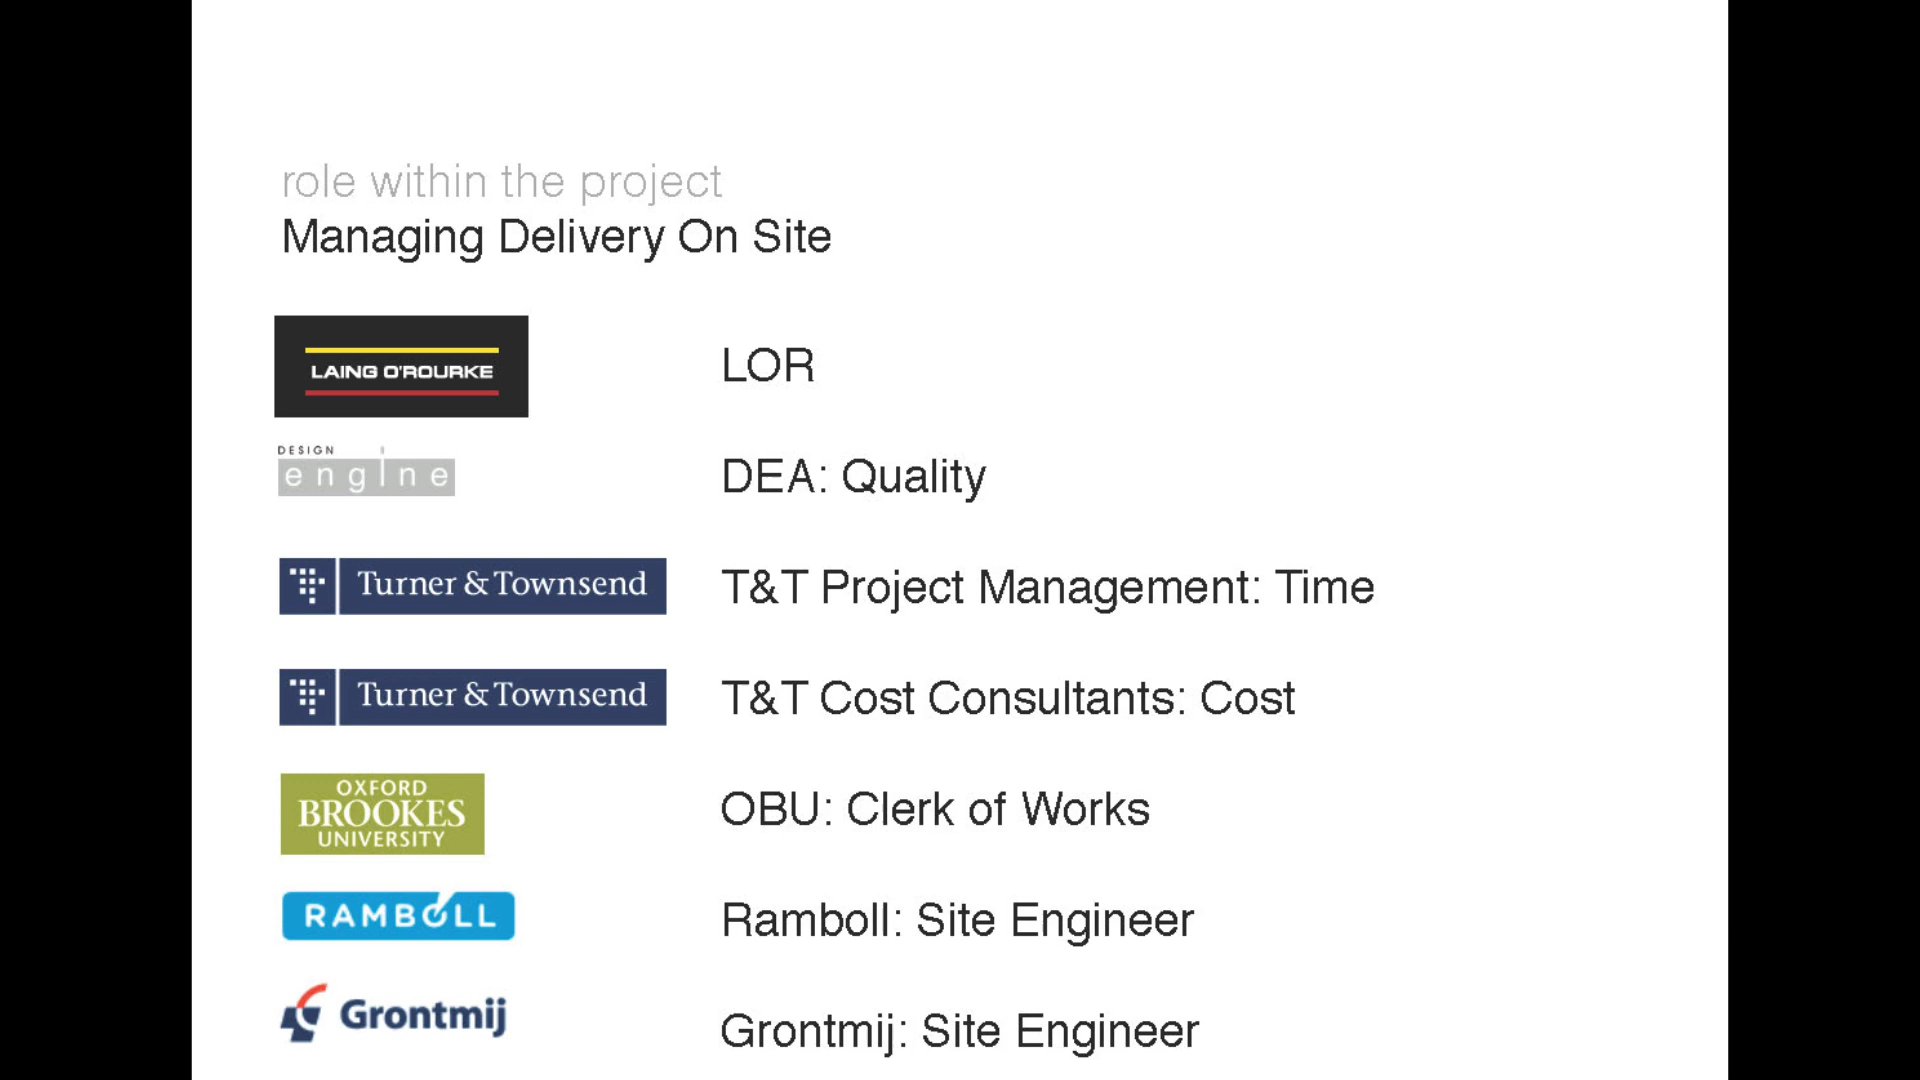 role within the project
Managing Delivery On Site
LAING O'ROURKE
LOR
DESIGN
engine
DEA: Quality
Turner & Townsend
T&T Project Management: Time
Turner & Townsend
T&T Cost Consultants: Cost
OXFORD
BROOKES
UNIVERSITY
OBU: Clerk of Works
RAMBOLL
Ramboll: Site Engineer
Grontmij
Grontmij: Site Engineer